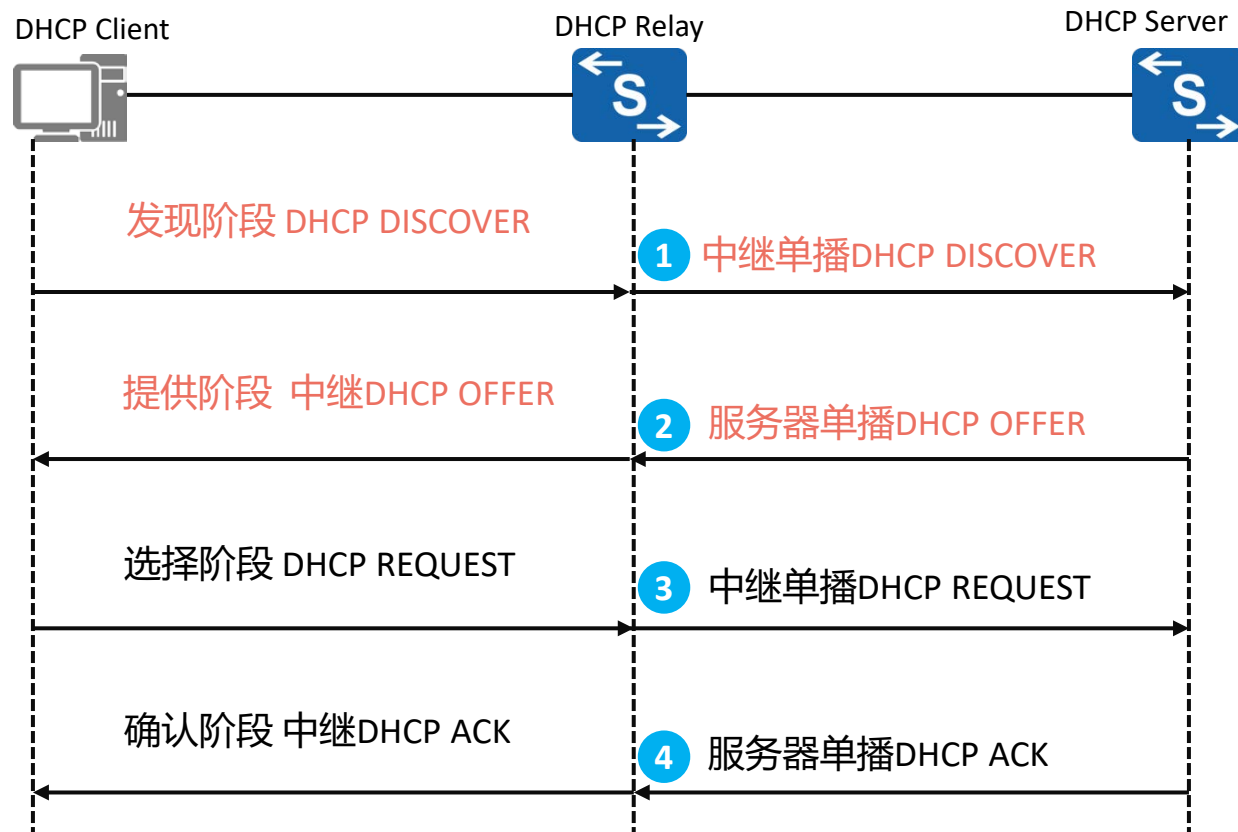 DHCP Client
DHCP Relay
DHCP Server
S
S
发现阶段 DHCP DISCOVER
1 中继单播DHCP DISCOVER
提供阶段 中继DHCP OFFER
2 服务器单播DHCP OFFER
选择阶段 DHCP REQUEST
3 中继单播DHCP REQUEST
确认阶段 中继DHCP ACK
4 服务器单播DHCP ACK